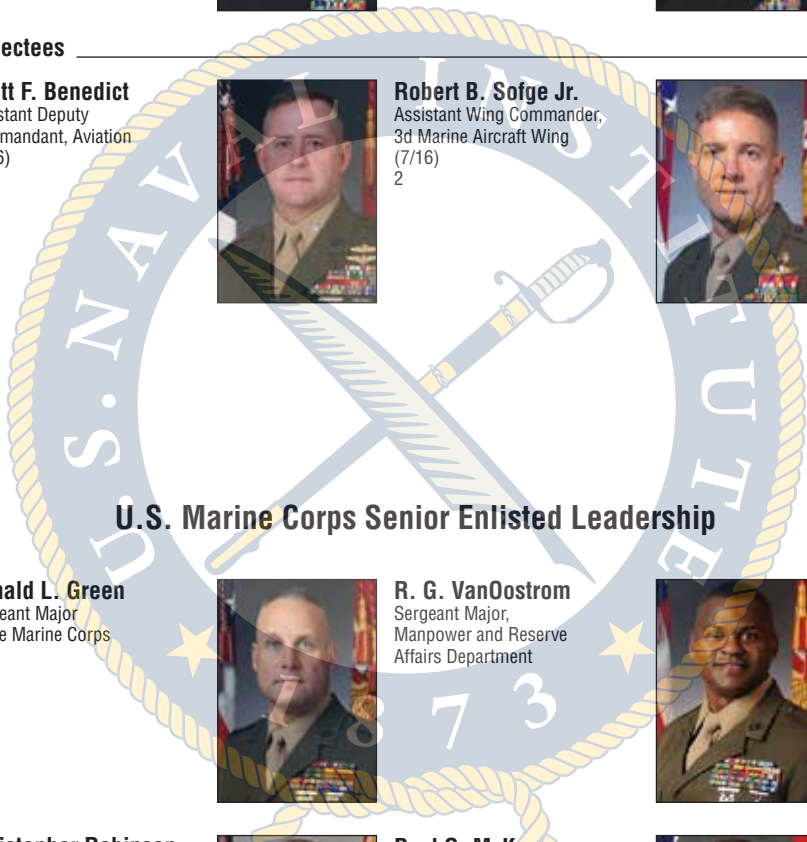 ectees
tt F. Benedict
stant Deputy
mandant, Aviation
6)
Robert B. Sofge Jr.
Assistant Wing Commander,
3d Marine Aircraft Wing
(7/16)
2
U.S. NAVAL INSTITUTE
U.S. Marine Corps Senior Enlisted Leadership
nald L. Green
eant Major
e Marine Corps
R. G. VanOostrom
Sergeant Major,
Manpower and Reserve
Affairs Department
1873